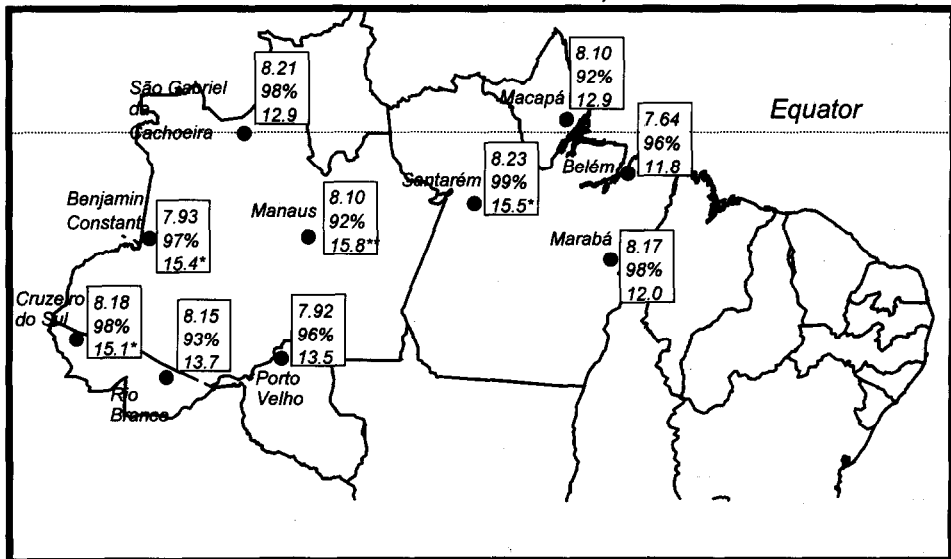 8.21
98%
12.9
São Gabriel
da
Cachoeira
8.10
92%
12.9
Macapá
Equator
7.64
96%
11.8
Belém
8.23
99%
15.5*
Santarém
Benjamin
Constant
7.93
97%
15.4*
Manaus
8.10
92%
15.8**
Marabá
8.17
98%
12.0
Cruzeiro
do Sul
8.18
98%
15.1*
8.15
93%
13.7
Rio
Branco
7.92
96%
13.5
Porto
Velho